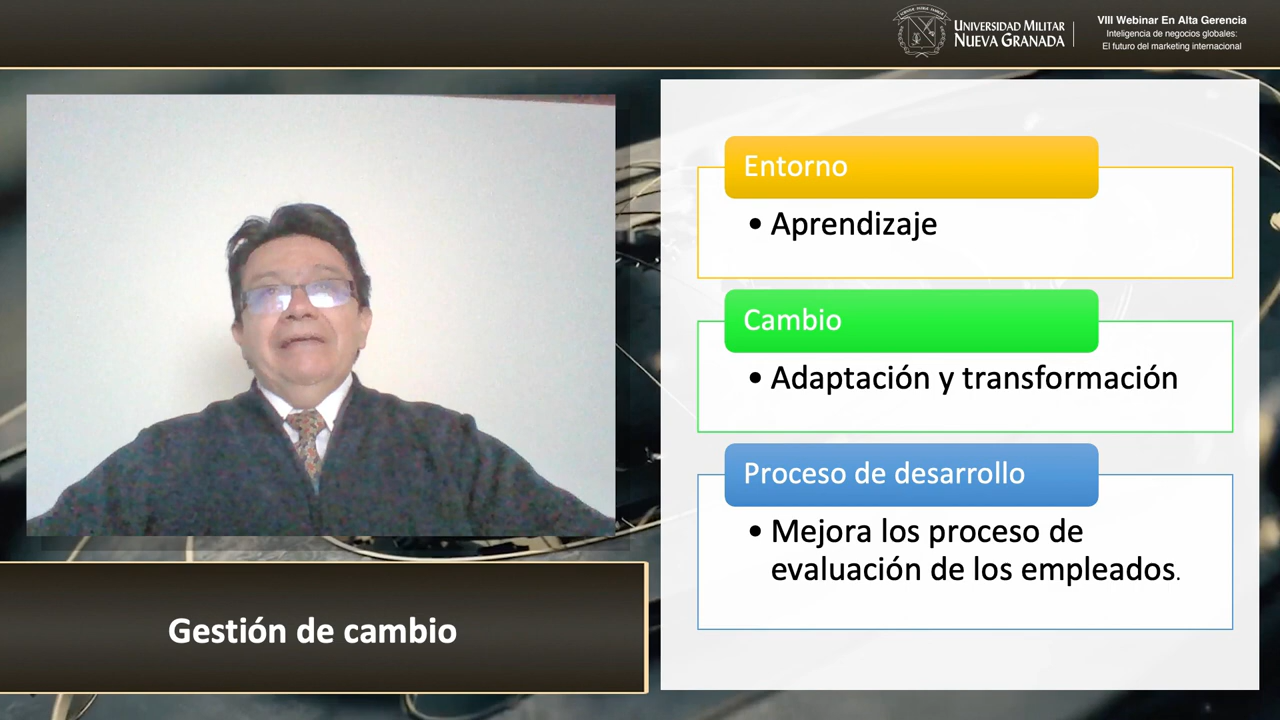 UNIVERSIDAD MILITAR
NUEVA GRANADA
VIII Webinar En Alta Gerencia
Inteligencia de negocios globales:
El futuro del marketing internacional
Entorno
• Aprendizaje
Cambio
• Adaptación y transformación
Proceso de desarrollo
• Mejora los proceso de
evaluación de los empleados.
Gestión de cambio